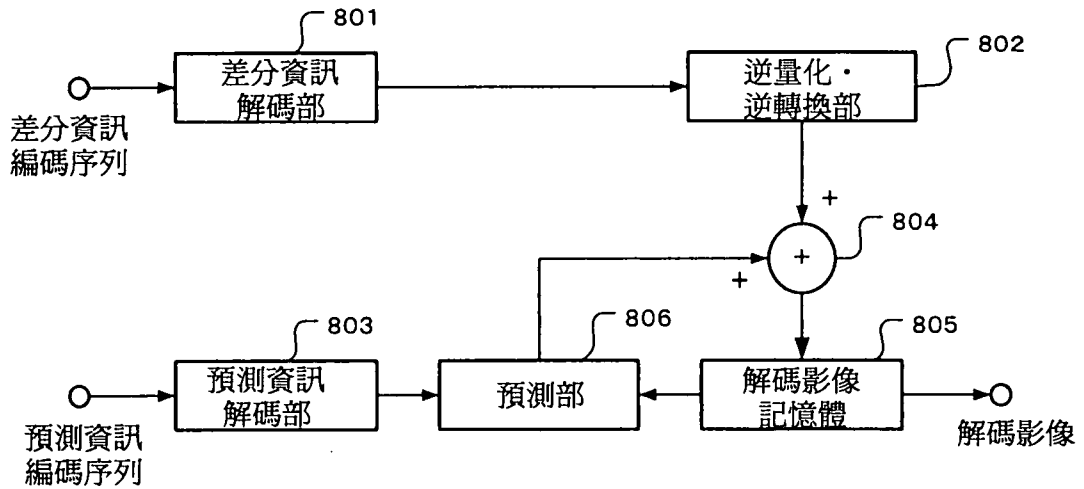 801
差分資訊
解碼部
802
逆量化・
逆轉換部
差分資訊
編碼序列
+
804
+
+
803
預測資訊
解碼部
806
預測部
805
解碼影像
記憶體
預測資訊
編碼序列
解碼影像